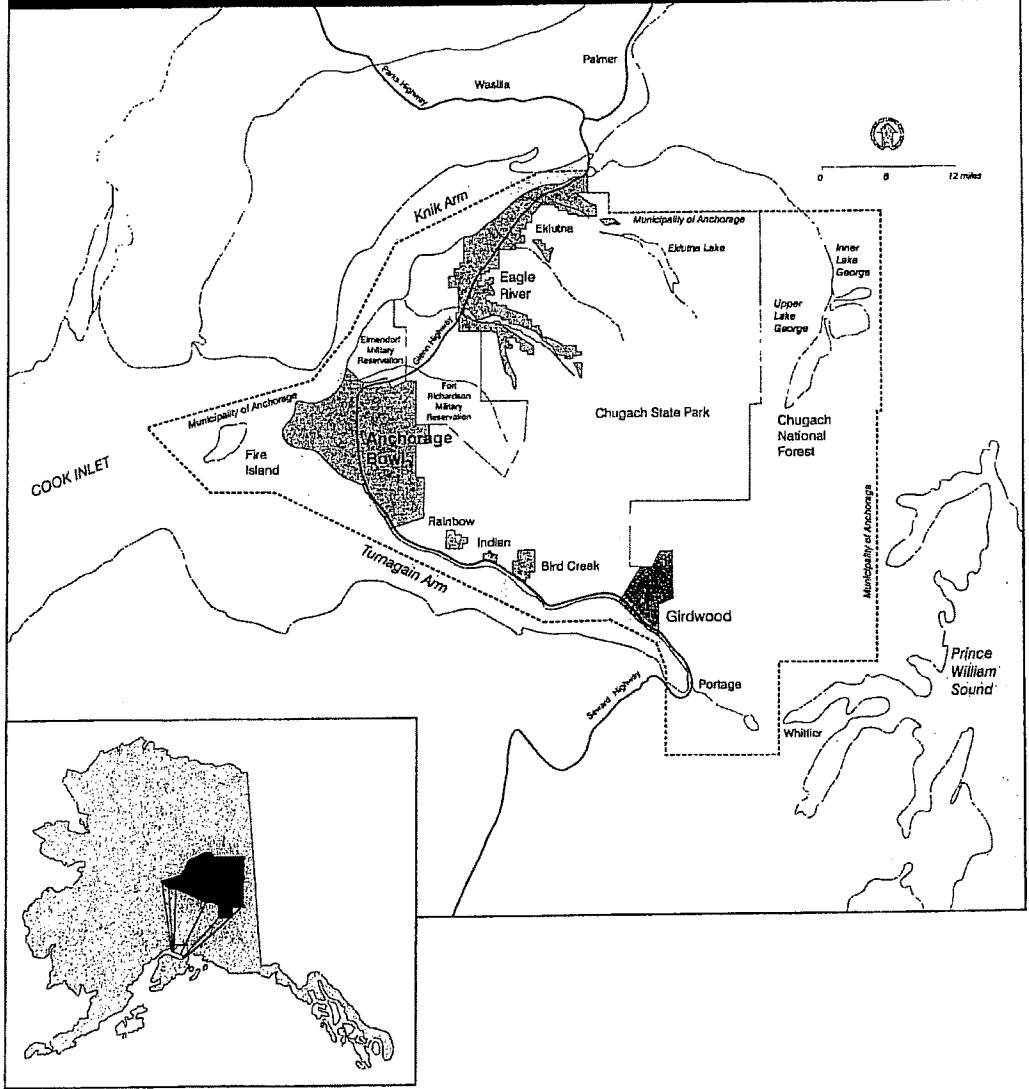 Palmer
Parks Highway
Wasilla
0 6 12 miles
Knik Arm
Municipality of Anchorage
Eklutna
Eklutna Lake
Inner
Lake
George
Eagle
River
Upper
Lake
George
Elmendorf
Military
Reservation
Glenn Highway
Fort
Richardson
Military
Reservation
Municipality of Anchorage
Chugach State Park
Chugach
National
Forest
Anchorage
Bowl
Fire
Island
COOK INLET
Rainbow
Indian
Bird Creek
Turnagain Arm
Municipality of Anchorage
Girdwood
Prince
William
Sound
Portage
Seward Highway
Whittier